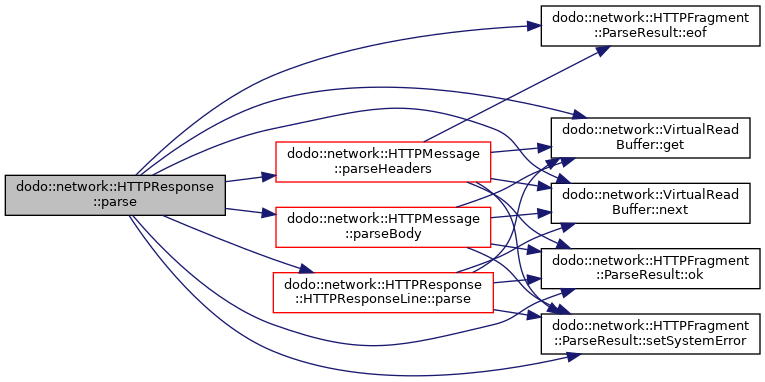 dodo::network::HTTPResponse
::parse
dodo::network::HTTPMessage
::parseHeaders
dodo::network::HTTPMessage
::parseBody
dodo::network::HTTPResponse
::HTTPResponseLine::parse
dodo::network::HTTPFragment
::ParseResult::eof
dodo::network::VirtualRead
Buffer::get
dodo::network::VirtualRead
Buffer::next
dodo::network::HTTPFragment
::ParseResult::ok
dodo::network::HTTPFragment
::ParseResult::setSystemError